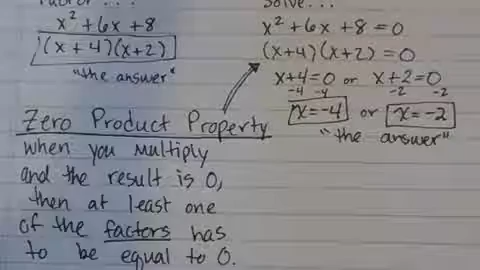 Factor...
x² + 6x + 8
(x + 4)(x + 2)
"the answer"
Solve...
x² + 6x + 8 = 0
(x+4)(x+2) = 0
x+4=0 or x+2=0
-4 -4 -2 -2
x=-4 or x=-2
"the answer"
Zero Product Property
when you multiply
and the result is 0,
then at least one
of the factors has
to be equal to 0.